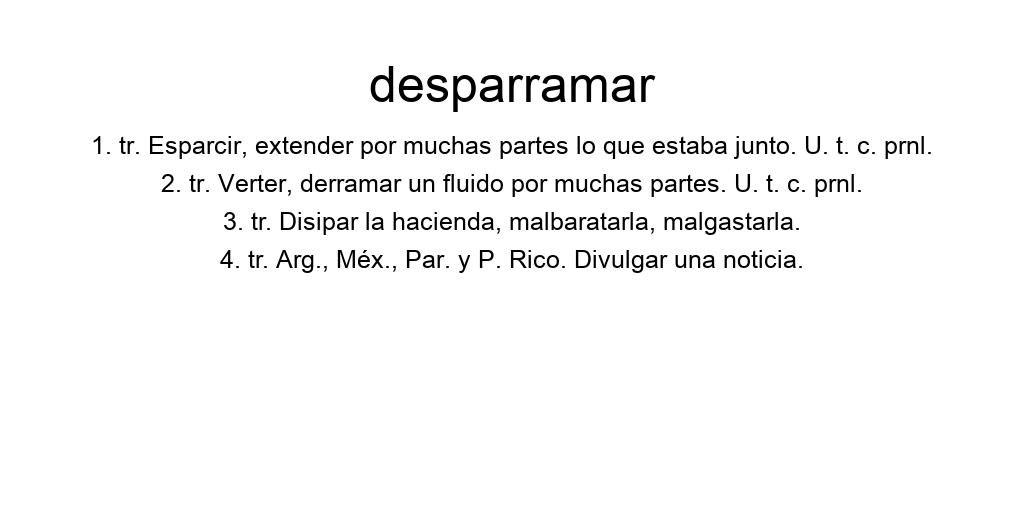 desparramar
1. tr. Esparcir, extender por muchas partes lo que estaba junto. U. t. c. prnl.
2. tr. Verter, derramar un fluido por muchas partes. U. t. c. prnl.
3. tr. Disipar la hacienda, malbaratarla, malgastarla.
4. tr. Arg., Méx., Par. y P. Rico. Divulgar una noticia.